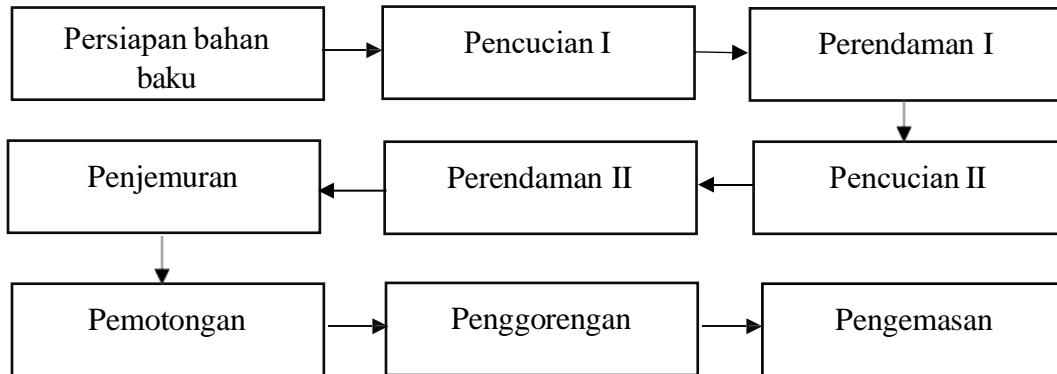 Persiapan bahan
baku
Pencucian I
Perendaman I
Pencucian II
Perendaman II
Penjemuran
Pemotongan
Penggorengan
Pengemasan